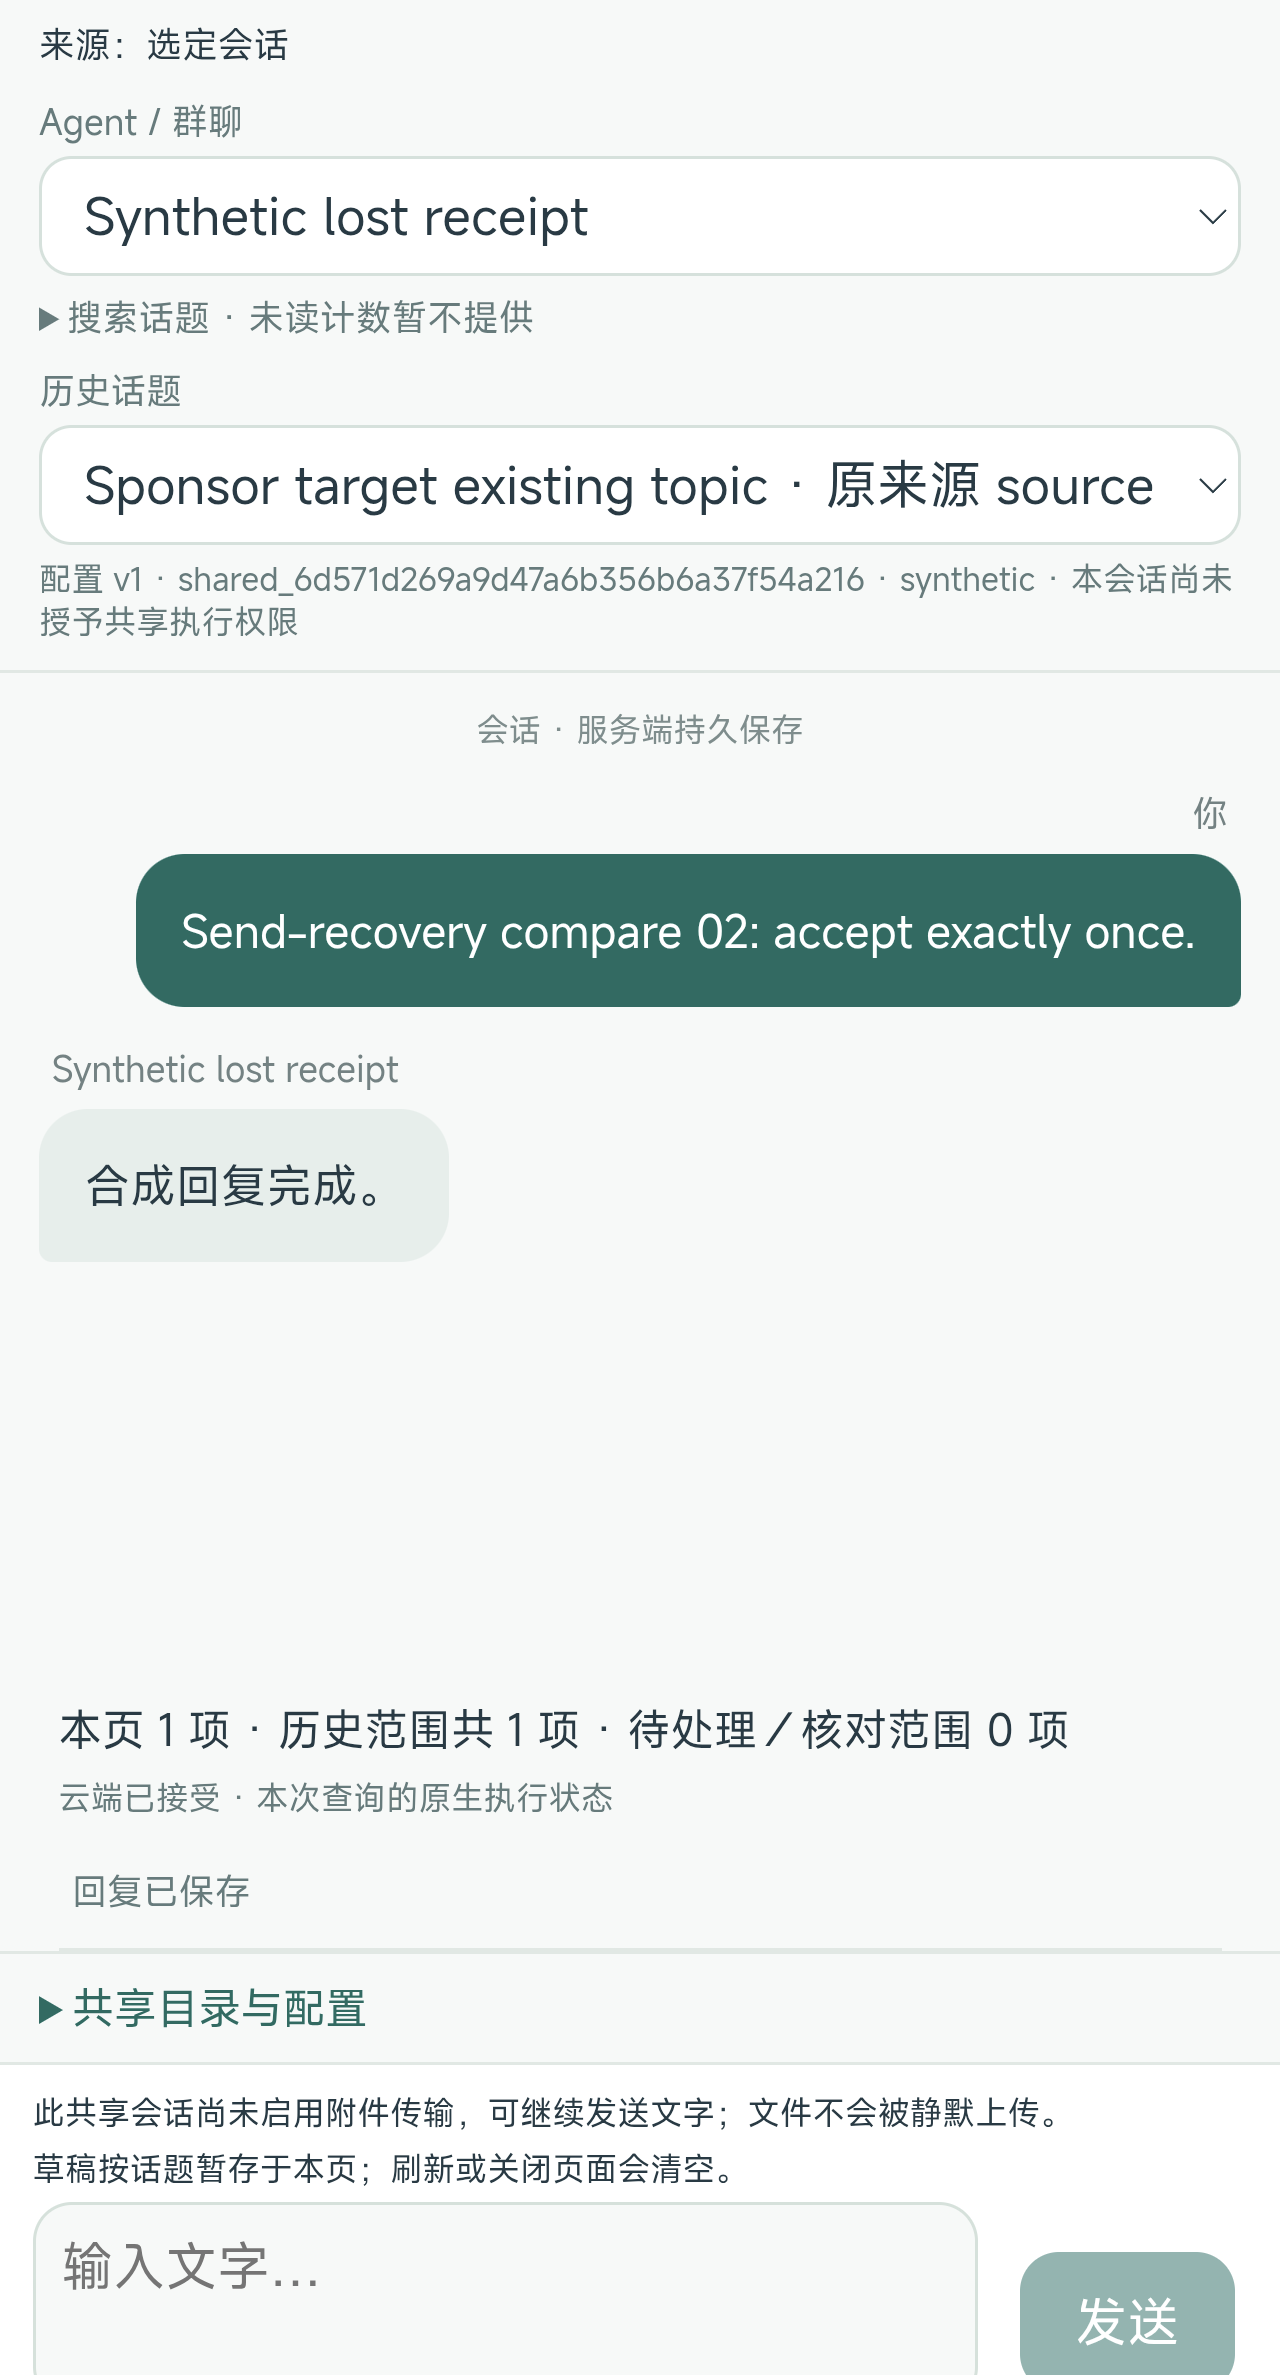 来源：选定会话
Agent / 群聊
Synthetic lost receipt
搜索话题 · 未读计数暂不提供
历史话题
Sponsor target existing topic · 原来源 source
配置 v1 · shared_6d571d269a9d47a6b356b6a37f54a216 · synthetic · 本会话尚未
授予共享执行权限
会话 · 服务端持久保存
你
Send-recovery compare 02: accept exactly once.
Synthetic lost receipt
合成回复完成。
本页 1 项 · 历史范围共 1 项 · 待处理／核对范围 0 项
云端已接受 · 本次查询的原生执行状态
回复已保存
共享目录与配置
此共享会话尚未启用附件传输，可继续发送文字；文件不会被静默上传。
草稿按话题暂存于本页；刷新或关闭页面会清空。
输入文字…
发送